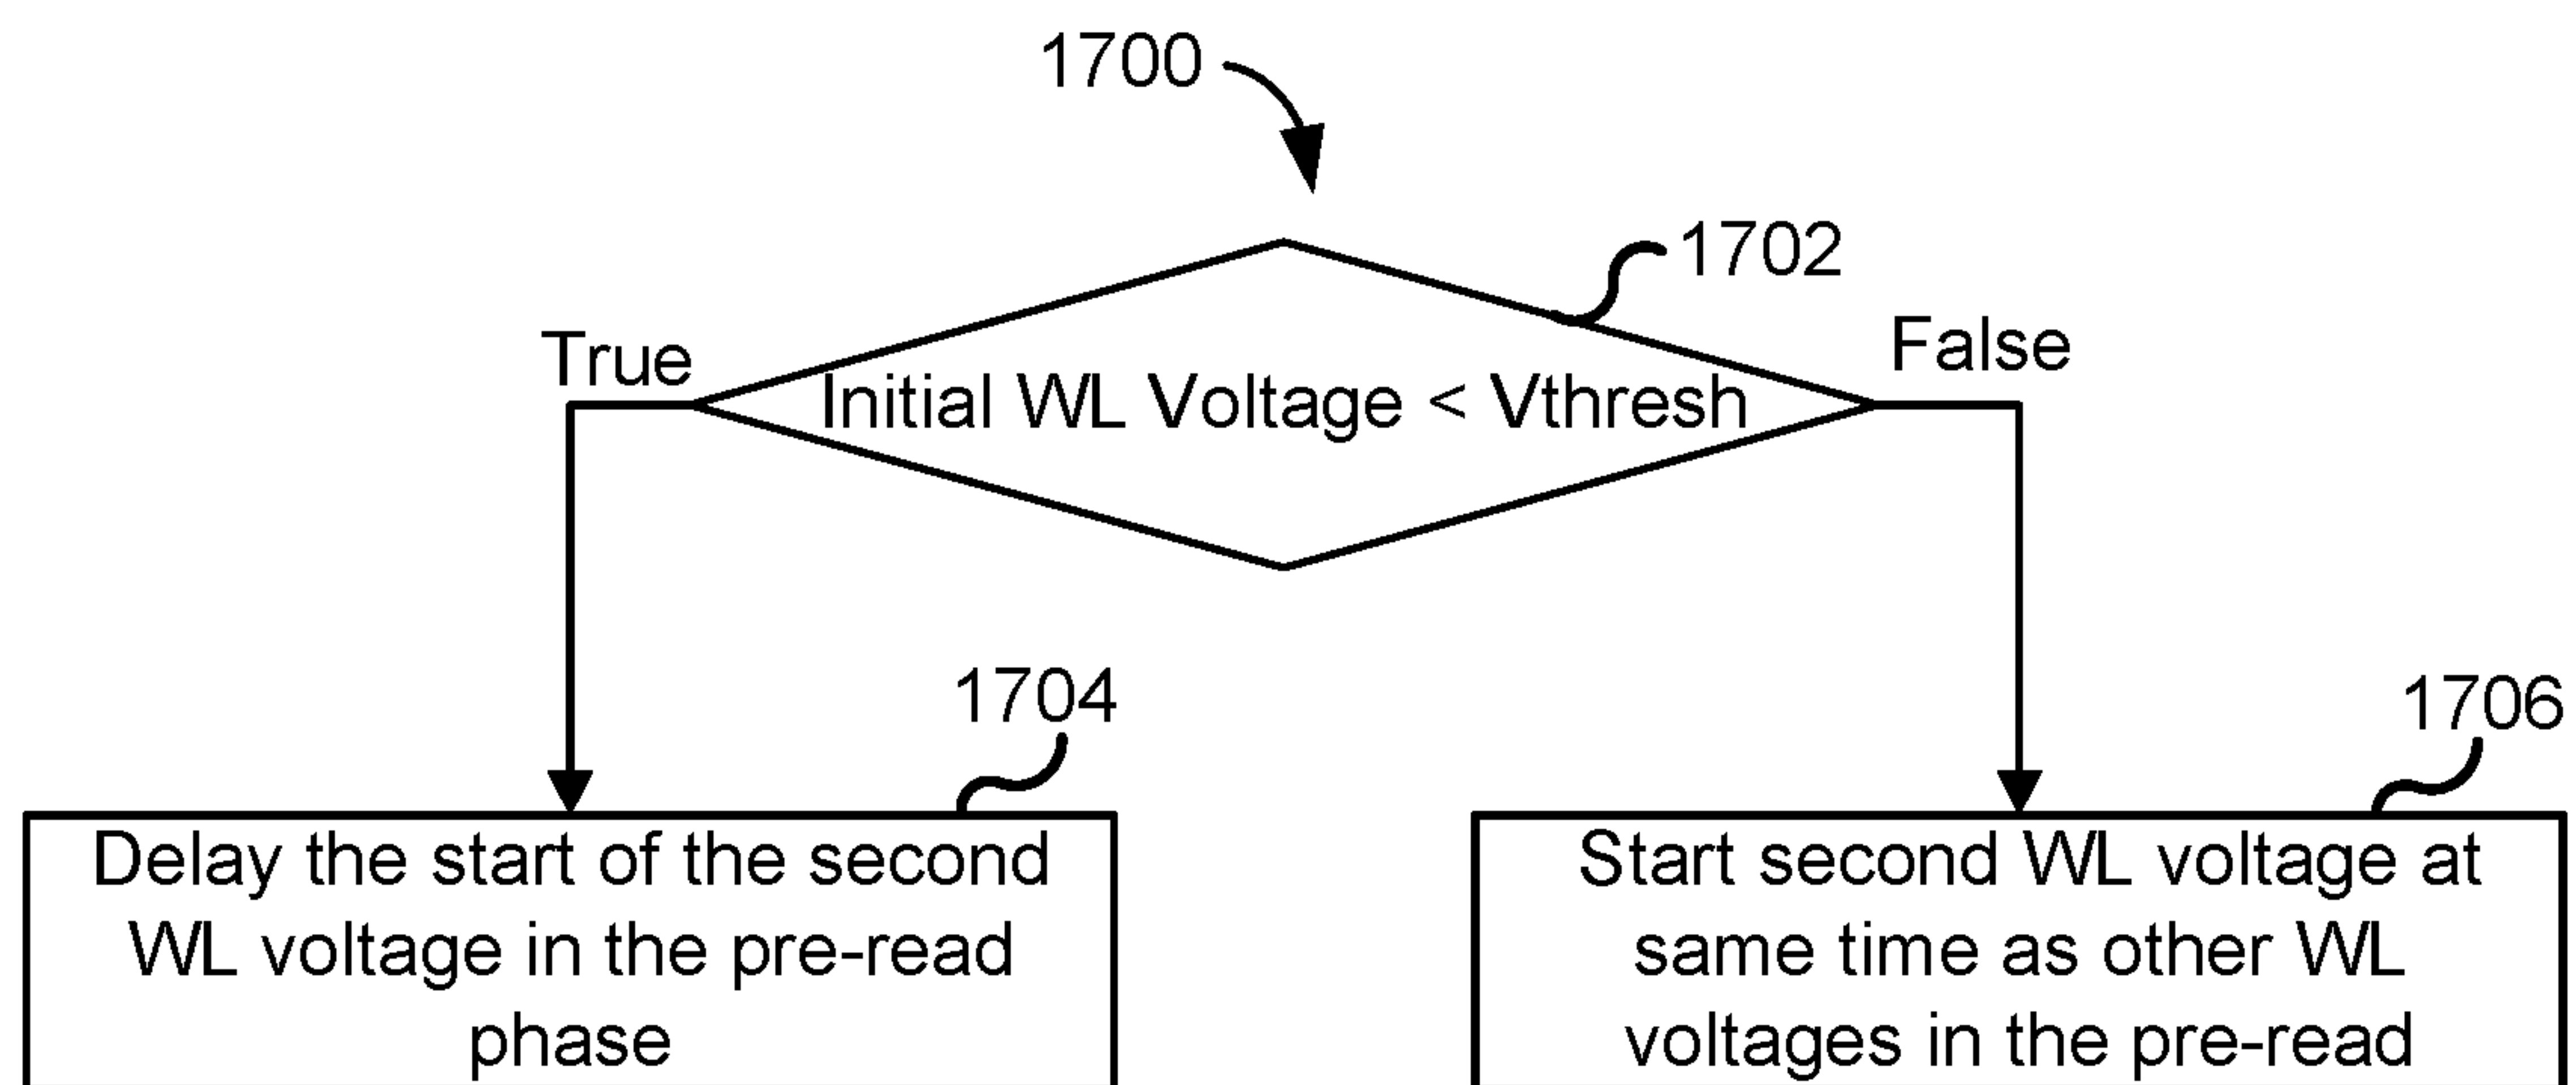 1700
1702
True
False
Initial WL Voltage < Vthresh
1704
1706
Delay the start of the second
WL voltage in the pre-read
phase
Start second WL voltage at
same time as other WL
voltages in the pre-read